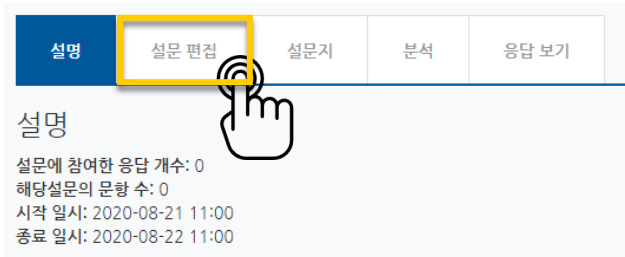 설명 설문 편집 설문지 분석 응답 보기
설명
설문에 참여한 응답 개수: 0
해당설문의 문항 수: 0
시작 일시: 2020-08-21 11:00
종료 일시: 2020-08-22 11:00